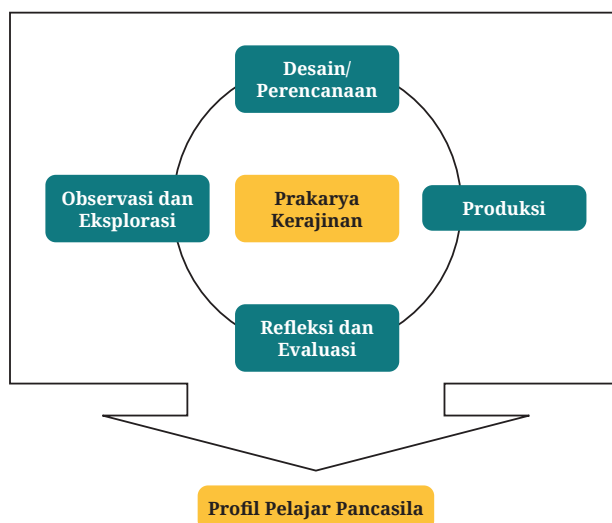 Desain/
Perencanaan
Observasi dan
Eksplorasi
Prakarya
Kerajinan
Produksi
Refleksi dan
Evaluasi
Profil Pelajar Pancasila